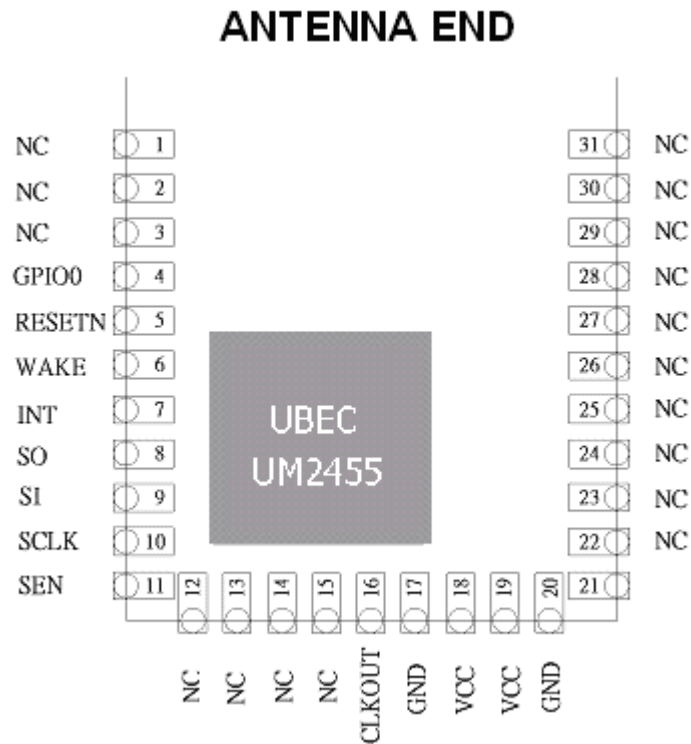 ANTENNA END
NC 1
NC 2
NC 3
GPIO0 4
RESETN 5
WAKE 6
INT 7
SO 8
SI 9
SCLK 10
SEN 11
UBEC
UM2455
31 NC
30 NC
29 NC
28 NC
27 NC
26 NC
25 NC
24 NC
23 NC
22 NC
21
12 13 14 15 16 17 18 19 20
NC NC NC NC CLKOUT GND VCC VCC GND